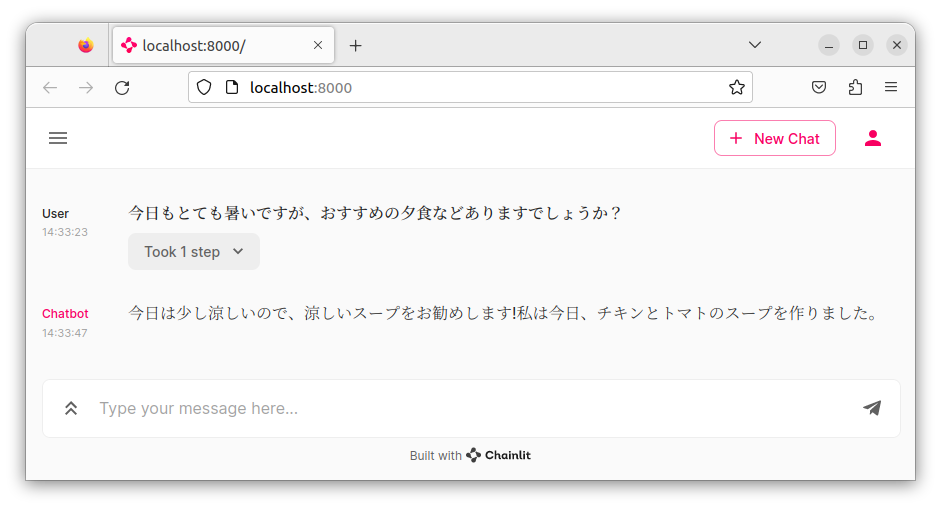 localhost:8000/
localhost:8000
New Chat
User
今日もとても暑いですが、おすすめの夕食などありますでしょうか？
14:33:23
Took 1 step
Chatbot
今日は少し涼しいので、涼しいスープをお勧めします!私は今日、チキンとトマトのスープを作りました。
14:33:47
Type your message here...
Built with Chainlit